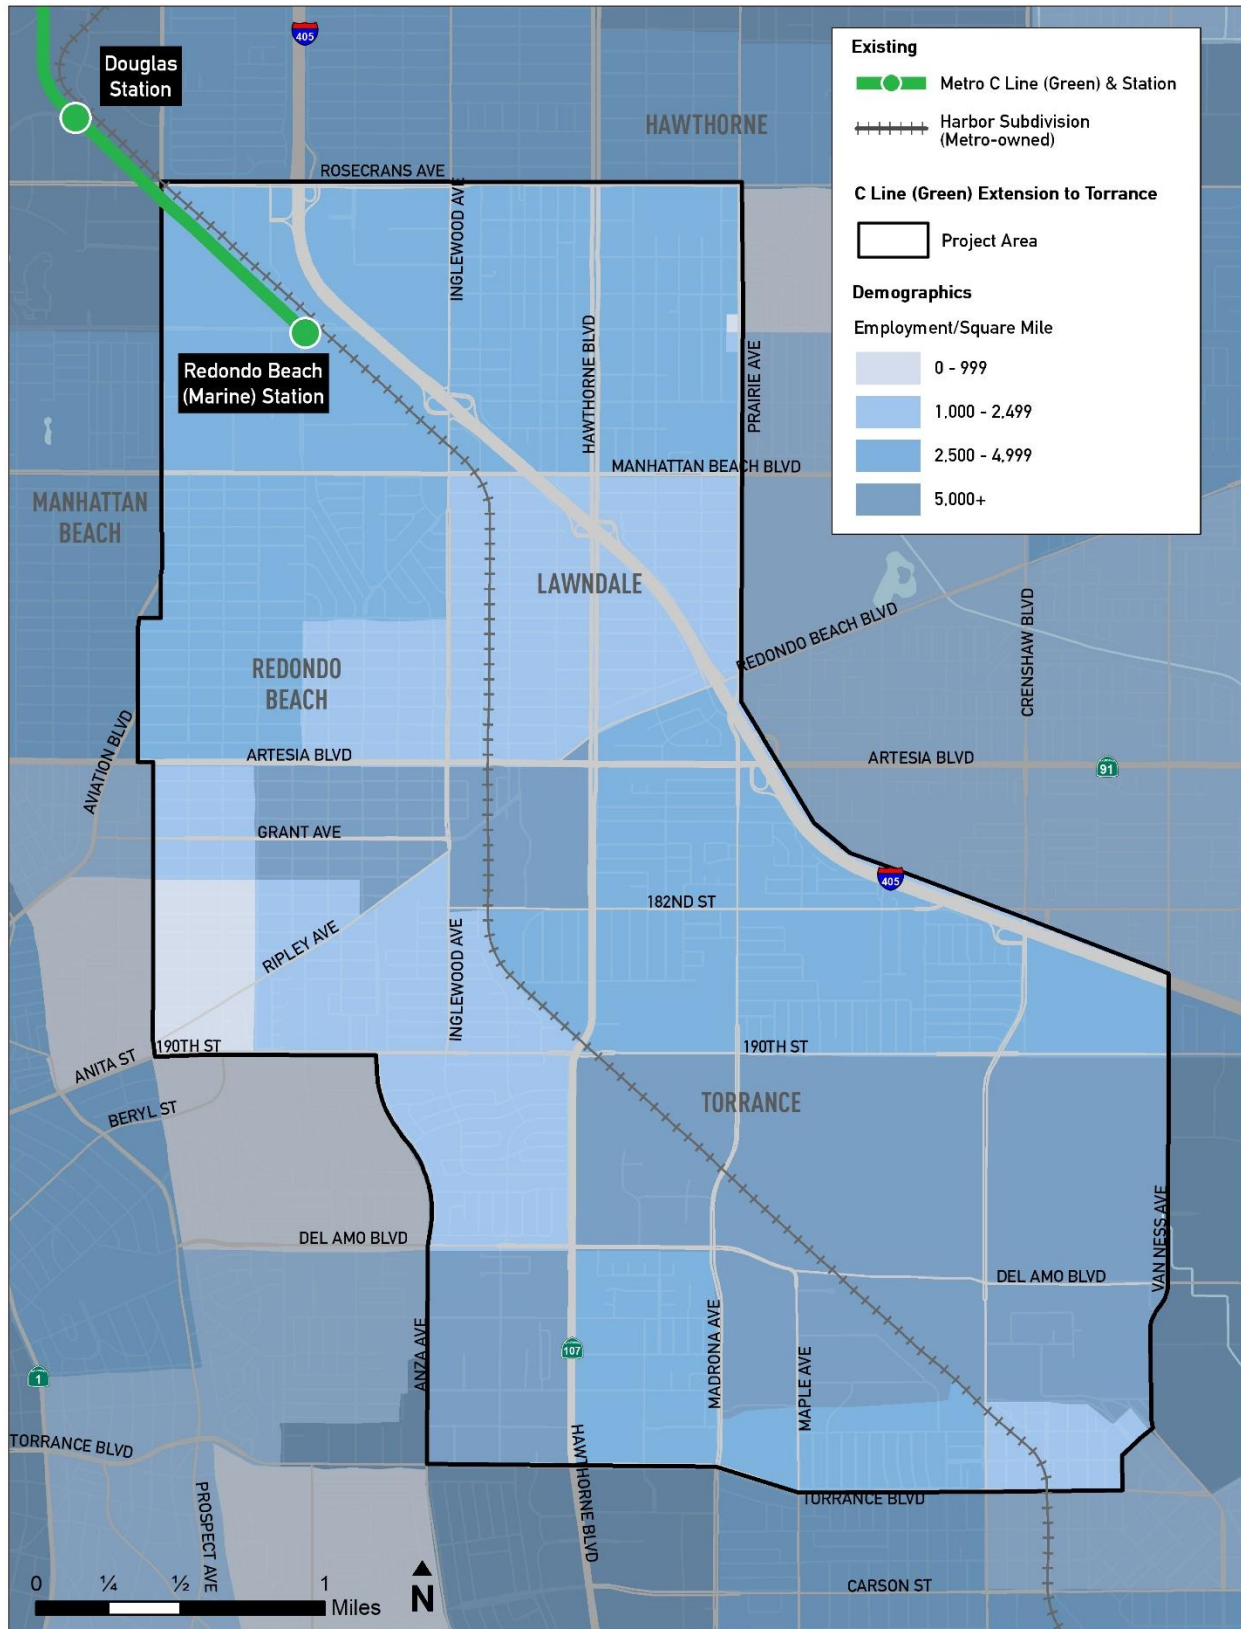 405
Douglas
Station
HAWTHORNE
ROSECRANS AVE
INGLEWOOD AVE
HAWTHORNE BLVD
PRAIRIE AVE
Redondo Beach
(Marine) Station
MANHATTAN BEACH BLVD
MANHATTAN
BEACH
LAWNDALE
REDONDO BEACH BLVD
CRENSHAW BLVD
REDONDO
BEACH
AVIATION BLVD
ARTESIA BLVD
ARTESIA BLVD
91
GRANT AVE
405
182ND ST
RIPLEY AVE
INGLEWOOD AVE
190TH ST
190TH ST
ANITA ST
BERYL ST
TORRANCE
VAN NESS AVE
DEL AMO BLVD
DEL AMO BLVD
ANZA AVE
107
MADRONA AVE
MAPLE AVE
1
TORRANCE BLVD
HAWTHORNE BLVD
PROSPECT AVE
TORRANCE BLVD
CARSON ST
0 ¼ ½ 1
Miles
N
Existing
Metro C Line (Green) & Station
Harbor Subdivision
(Metro-owned)
C Line (Green) Extension to Torrance
Project Area
Demographics
Employment/Square Mile
0 - 999
1,000 - 2,499
2,500 - 4,999
5,000+